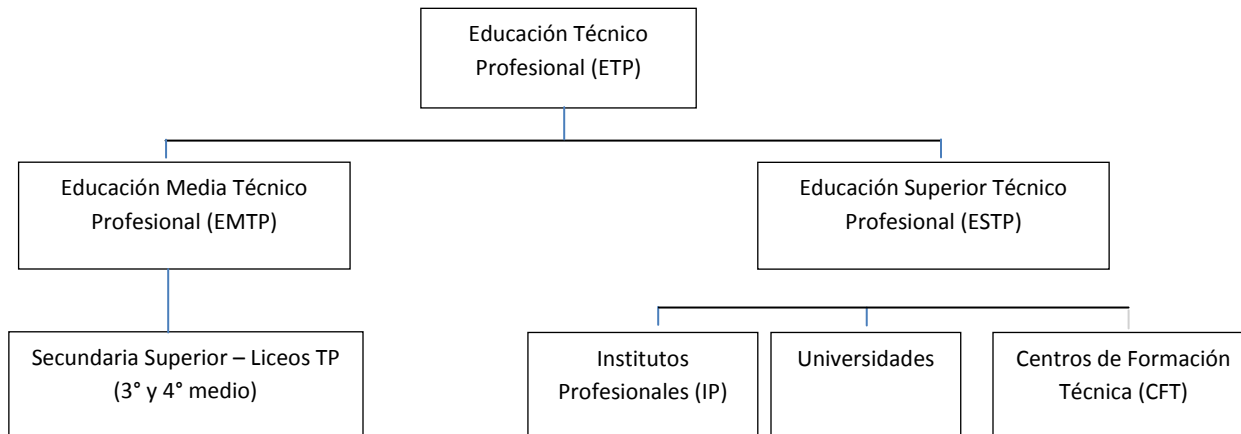 Educación Técnico
Profesional (ETP)
Educación Media Técnico
Profesional (EMTP)
Educación Superior Técnico
Profesional (ESTP)
Secundaria Superior – Liceos TP
(3° y 4° medio)
Institutos
Profesionales (IP)
Universidades
Centros de Formación
Técnica (CFT)